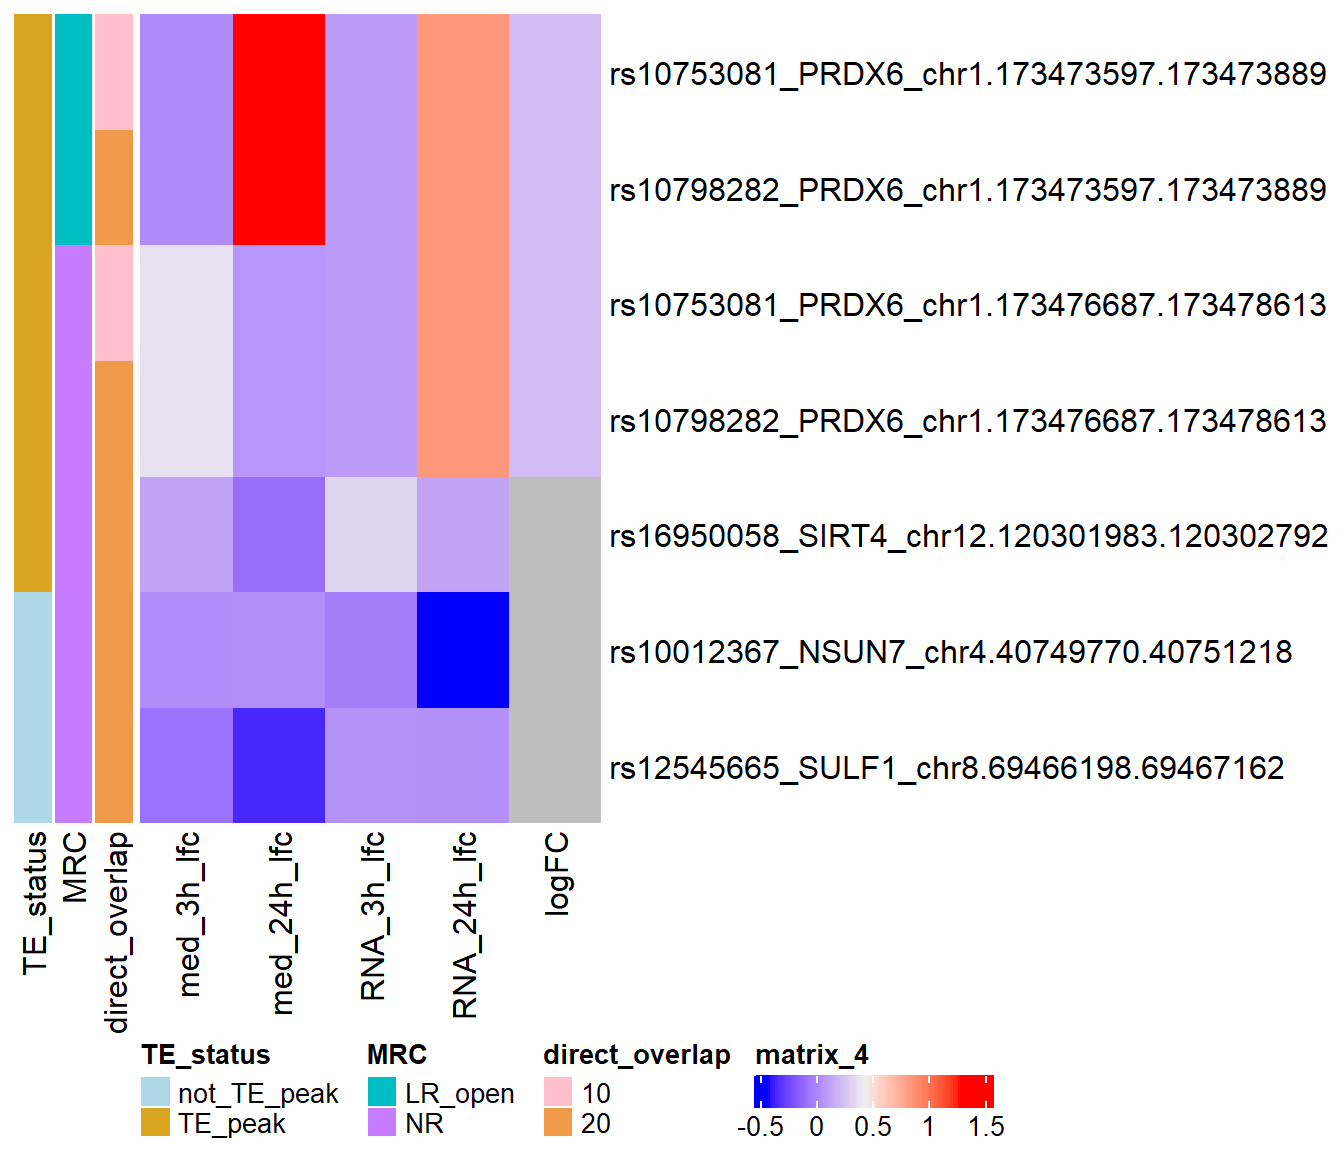 rs10753081_PRDX6_chr1.173473597.173473889
rs10798282_PRDX6_chr1.173473597.173473889
rs10753081_PRDX6_chr1.173476687.173478613
rs10798282_PRDX6_chr1.173476687.173478613
rs16950058_SIRT4_chr12.120301983.120302792
rs10012367_NSUN7_chr4.40749770.40751218
rs12545665_SULF1_chr8.69466198.69467162
TE_status
MRC
direct_overlap
med_3h_lfc
med_24h_lfc
RNA_3h_lfc
RNA_24h_lfc
logFC
TE_status
not_TE_peak
TE_peak
MRC
LR_open
NR
direct_overlap
10
20
matrix_4
-0.5 0 0.5 1 1.5